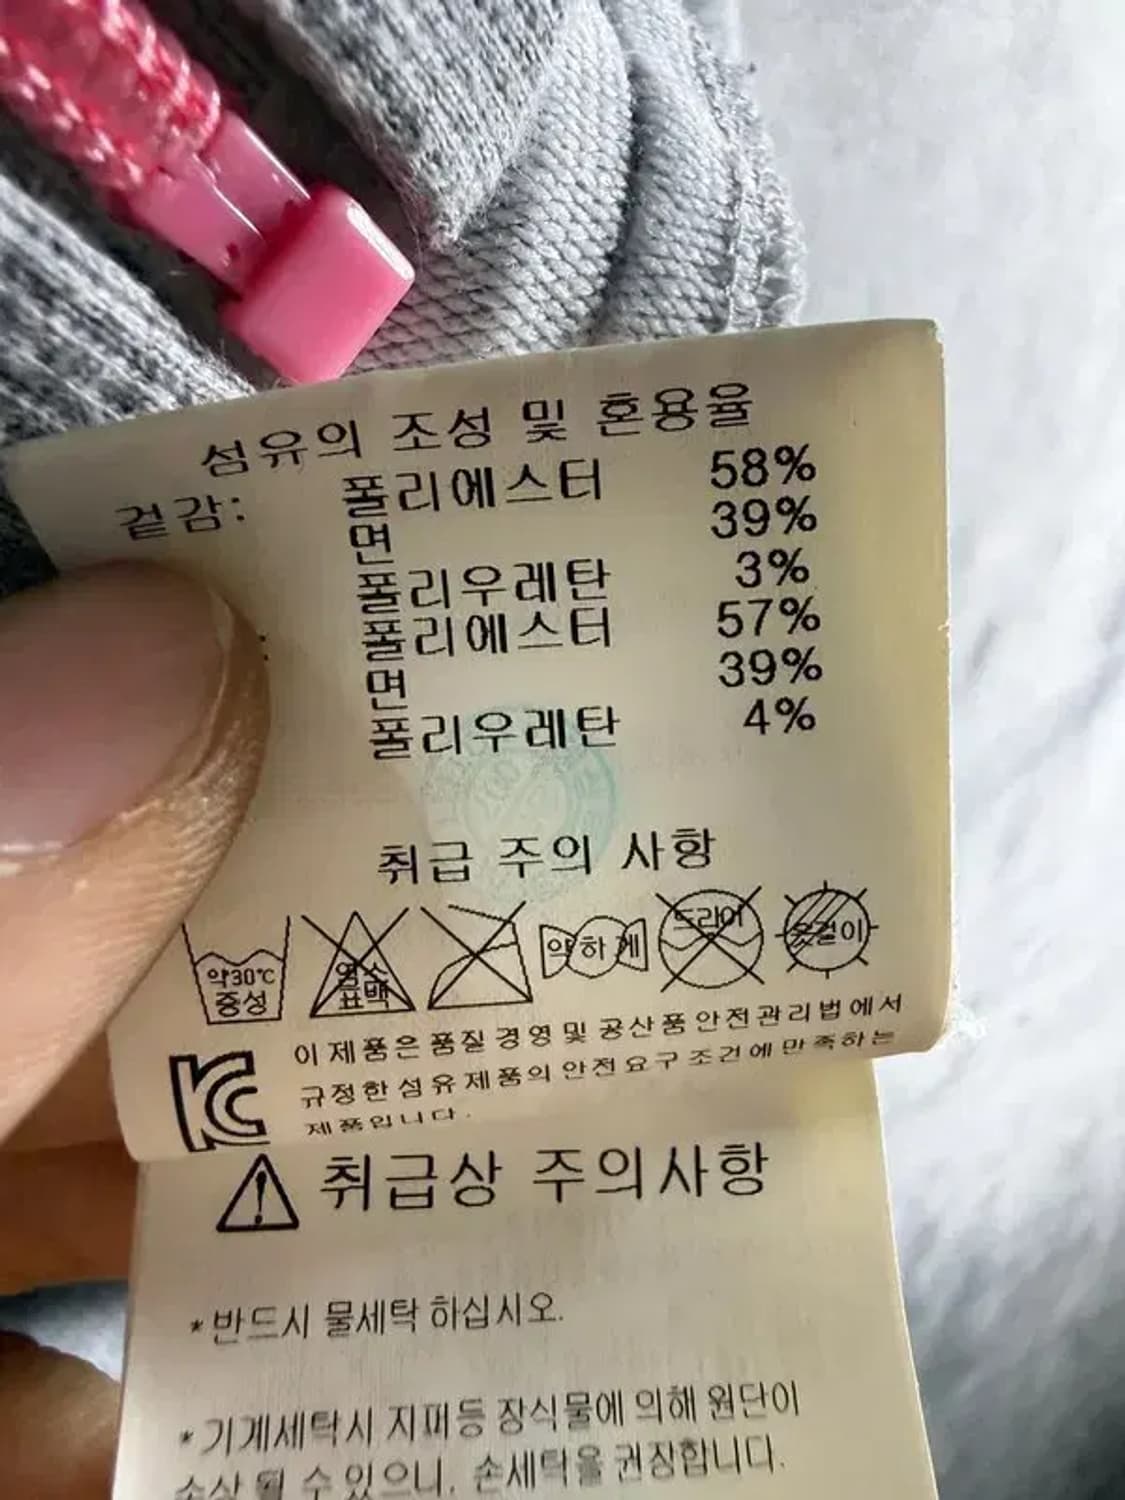 섬유의 조성 및 혼용율
겉감: 폴리에스터 58%
면 39%
폴리우레탄 3%
: 폴리에스터 57%
면 39%
폴리우레탄 4%
취급 주의 사항
약30℃ 중성
염소 표백
약하게
드라이
옷걸이
이 제품은 품질 경영 및 공산품 안전관리법에서
규정한 섬유제품의 안전요구 조건에 만족하는
제품입니다.
취급상 주의사항
*반드시 물세탁 하십시오.
*기계세탁시 지퍼등 장식물에 의해 원단이
손상 될 수 있으니, 손세탁을 권장합니다.